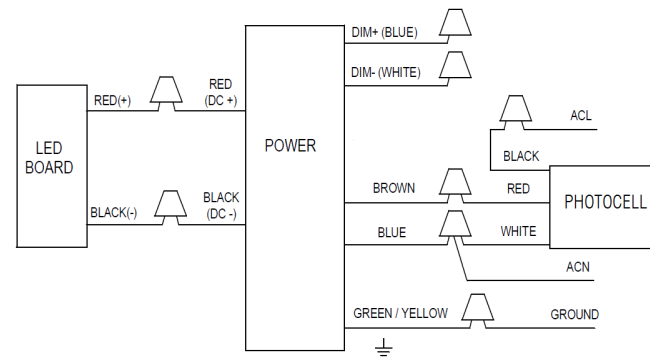 DIM+ (BLUE)
DIM- (WHITE)
RED
(DC +)
RED(+)
ACL
LED
BOARD
POWER
BLACK
BROWN
RED
PHOTOCELL
BLACK
(DC -)
BLACK(-)
BLUE
WHITE
ACN
GREEN / YELLOW
GROUND